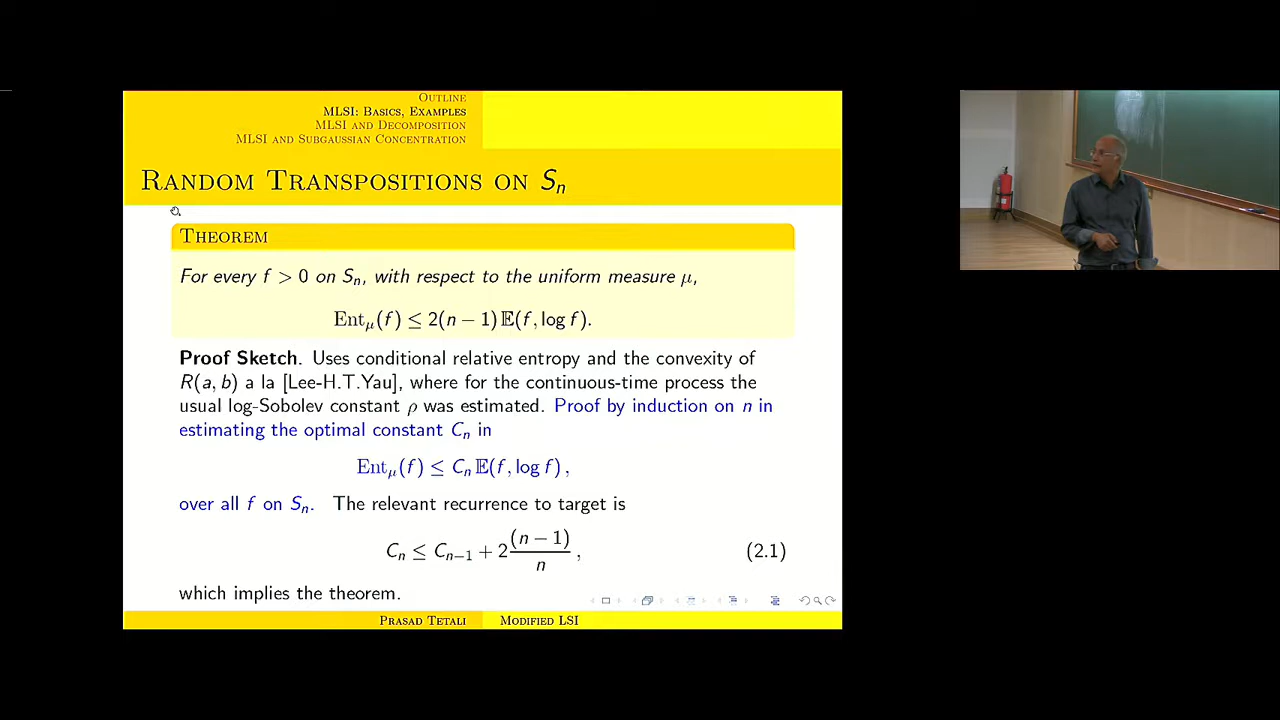 OUTLINE
MLSI: BASICS, EXAMPLES
MLSI AND DECOMPOSITION
MLSI AND SUBGAUSSIAN CONCENTRATION
RANDOM TRANSPOSITIONS ON Sₙ
THEOREM
For every f > 0 on Sₙ, with respect to the uniform measure μ,
Ent_μ(f) ≤ 2(n − 1) 𝔼(f, log f).
Proof Sketch. Uses conditional relative entropy and the convexity of
R(a, b) a la [Lee-H.T.Yau], where for the continuous-time process the
usual log-Sobolev constant ρ was estimated. Proof by induction on n in
estimating the optimal constant Cₙ in
Ent_μ(f) ≤ Cₙ 𝔼(f, log f) ,
over all f on Sₙ. The relevant recurrence to target is
Cₙ ≤ Cₙ₋₁ + 2 (n − 1)/n , (2.1)
which implies the theorem.
PRASAD TETALI MODIFIED LSI